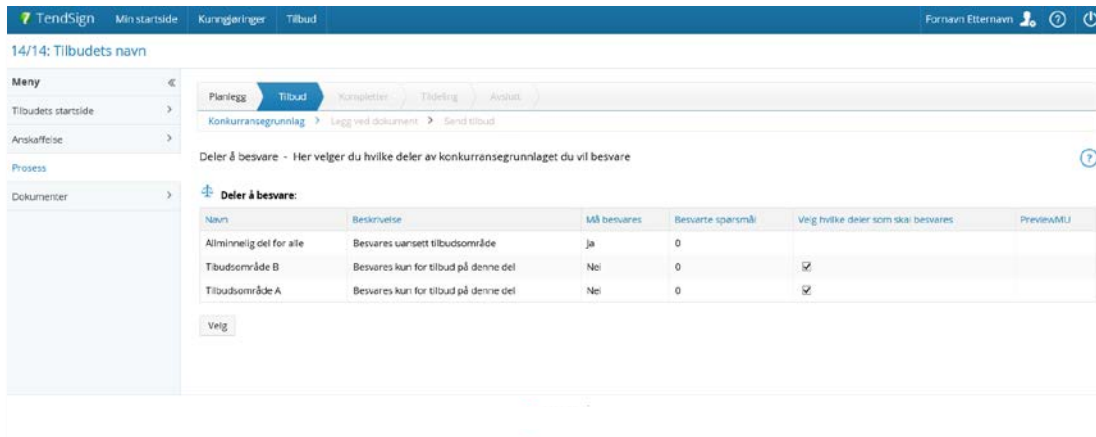 TendSign Min startside Kunngjøringer Tilbud Fornavn Etternavn
14/14: Tilbudets navn
Meny
Tilbudets startside
Anskaffelse
Prosess
Dokumenter
Planlegg Tilbud Kompletter Tildeling Avslutt
Konkurransegrunnlag > Legg ved dokument > Send tilbud
Deler å besvare - Her velger du hvilke deler av konkurransegrunnlaget du vil besvare
Deler å besvare:
Navn Beskrivelse Må besvares Besvarte spørsmål Velg hvilke deler som skal besvares PreviewMU
Allminnelig del for alle Besvares uansett tilbudsområde Ja 0
Tibudsområde B Besvares kun for tilbud på denne del Nei 0
Tilbudsområde A Besvares kun for tilbud på denne del Nei 0
Velg